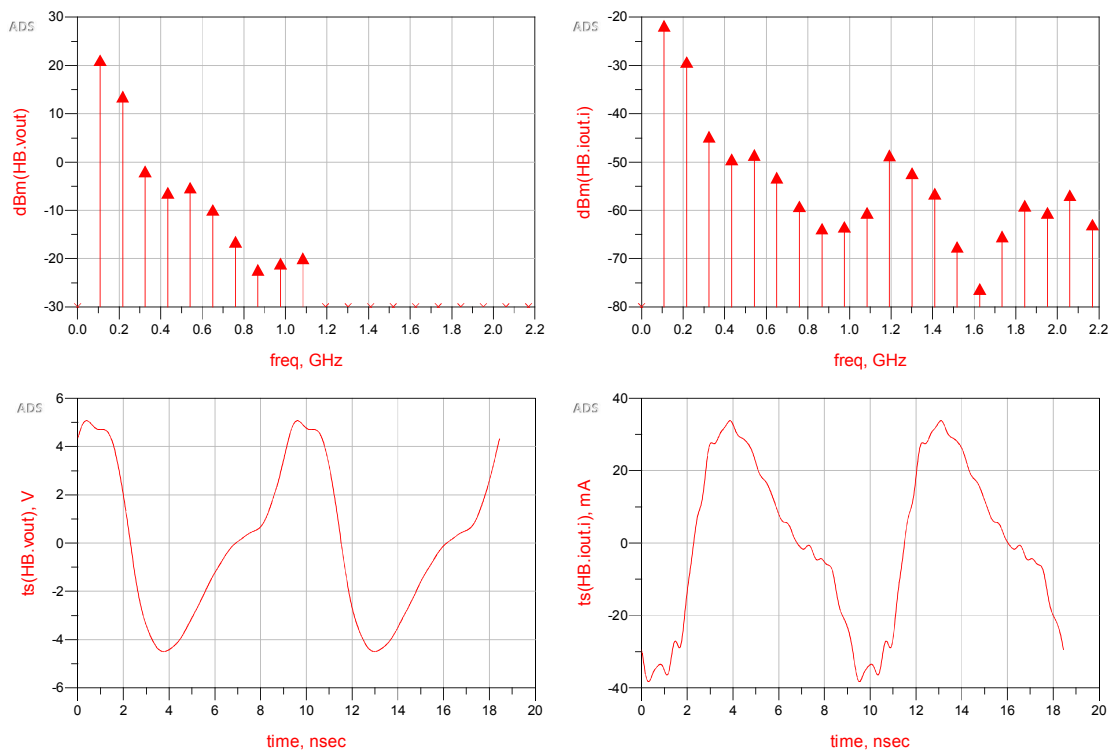 ADS
30
20
10
0
-10
-20
-30
dBm(HB.vout)
0.0 0.2 0.4 0.6 0.8 1.0 1.2 1.4 1.6 1.8 2.0 2.2
freq, GHz
ADS
-20
-30
-40
-50
-60
-70
-80
dBm(HB.iout.i)
0.0 0.2 0.4 0.6 0.8 1.0 1.2 1.4 1.6 1.8 2.0 2.2
freq, GHz
ADS
6
4
2
0
-2
-4
-6
ts(HB.vout), V
0 2 4 6 8 10 12 14 16 18 20
time, nsec
ADS
40
20
0
-20
-40
ts(HB.iout.i), mA
0 2 4 6 8 10 12 14 16 18 20
time, nsec